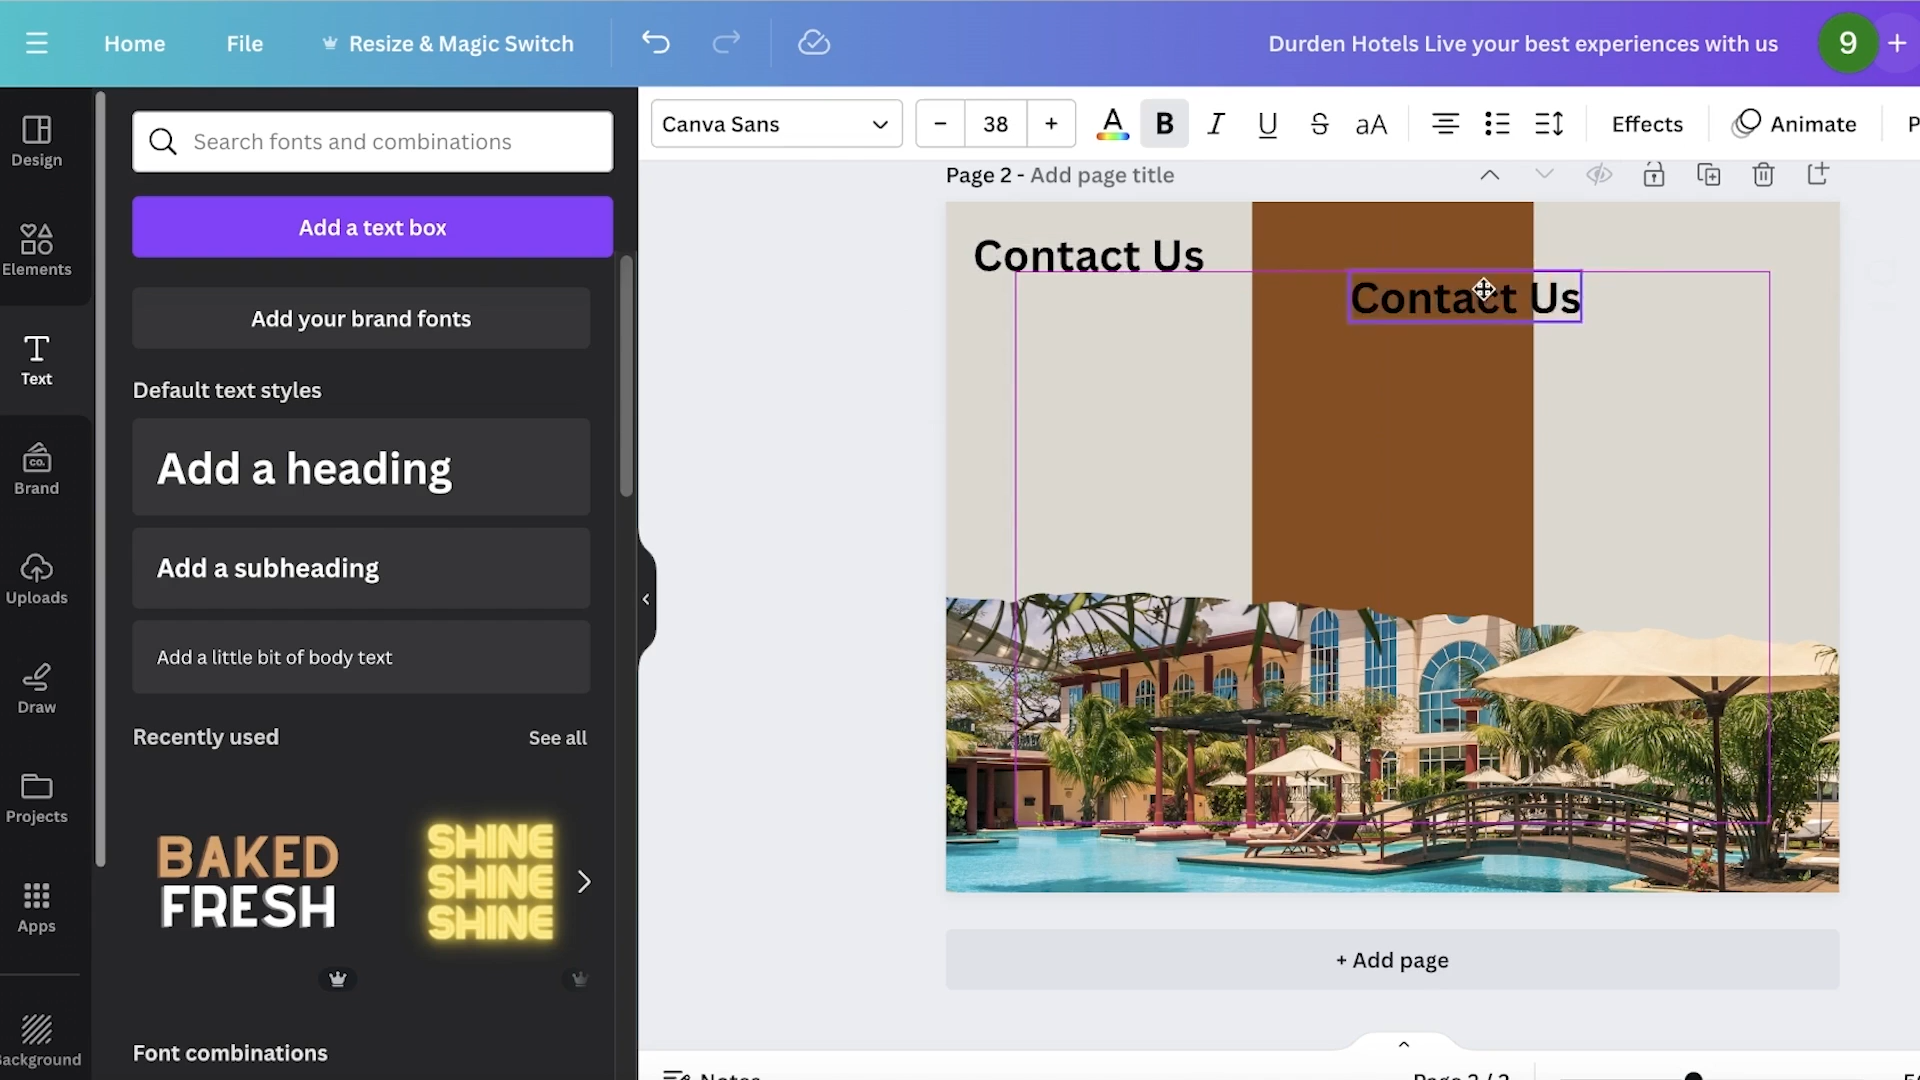 Home
File
Resize & Magic Switch
Durden Hotels Live your best experiences with us
9
Design
Elements
Text
Brand
co.
Uploads
Draw
Projects
Apps
Background
Search fonts and combinations
Add a text box
Add your brand fonts
Default text styles
Add a heading
Add a subheading
Add a little bit of body text
Recently used
See all
BAKED
FRESH
SHINE
SHINE
SHINE
Font combinations
Canva Sans
38
A
B
I
U
S
aA
Effects
Animate
P
Page 2 - Add page title
Contact Us
Contact Us
+ Add page
Notes